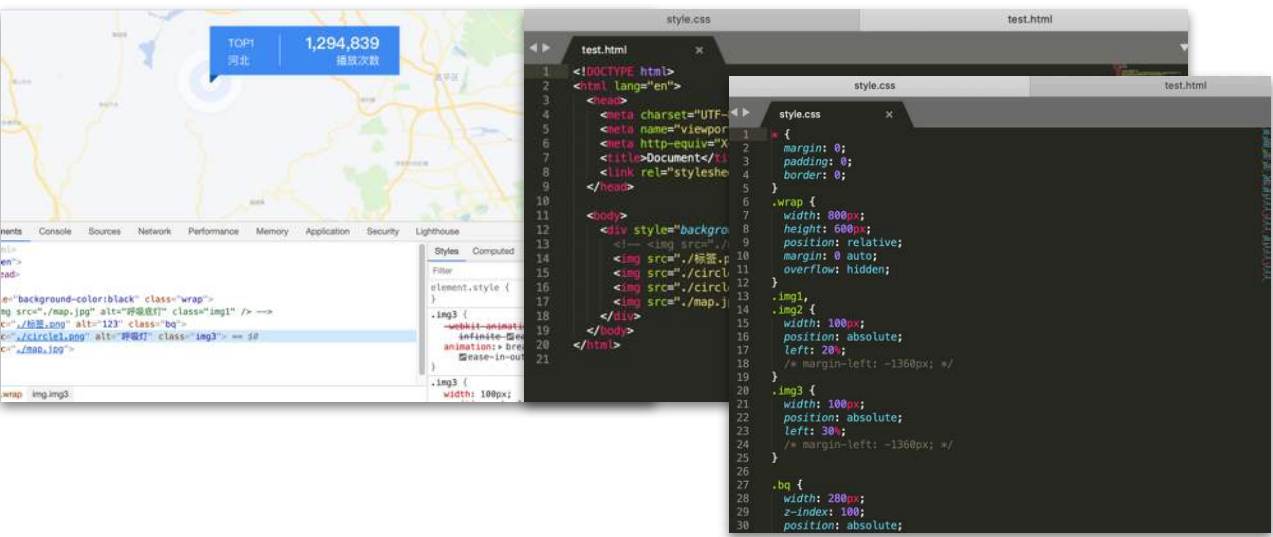 TOP1
1,294,839
河北
播放次数
ments Console Sources Network Performance Memory Application Security Lighthouse
en">
ead>
e="background-color:black" class="wrap">
mg src="./map.jpg" alt="呼吸底灯" class="img1" /> -->
c="./标签.png" alt="123" class="bq">
c="./circle1.png" alt="呼吸灯" class="img3"> == $0
c="./map.jpg">
.wrap img.img3
Styles Computed
Filter
element.style {
}
.img3 {
-webkit-animati
infinite ea
animation: brea
ease-in-out
}
.img3 {
width: 100px;
style.css test.html
test.html ×
1 <!DOCTYPE html>
2 <html lang="en">
3 <head>
4 <meta charset="UTF-
5 <meta name="viewpor
6 <meta http-equiv="X
7 <title>Document</ti
8 <link rel="styleshe
9 </head>
10
11 <body>
12 <div style="backgrou
13 <!-- <img src="./
14 <img src="./标签.p
15 <img src="./circle
16 <img src="./circl
17 <img src="./map.j
18 </div>
19 </body>
20 </html>
21
style.css test.html
style.css ×
1 * {
2 margin: 0;
3 padding: 0;
4 border: 0;
5 }
6 .wrap {
7 width: 800px;
8 height: 600px;
9 position: relative;
10 margin: 0 auto;
11 overflow: hidden;
12 }
13 .img1,
14 .img2 {
15 width: 100px;
16 position: absolute;
17 left: 20%;
18 /* margin-left: -1360px; */
19 }
20 .img3 {
21 width: 100px;
22 position: absolute;
23 left: 30%;
24 /* margin-left: -1360px; */
25 }
26
27 .bq {
28 width: 280px;
29 z-index: 100;
30 position: absolute;